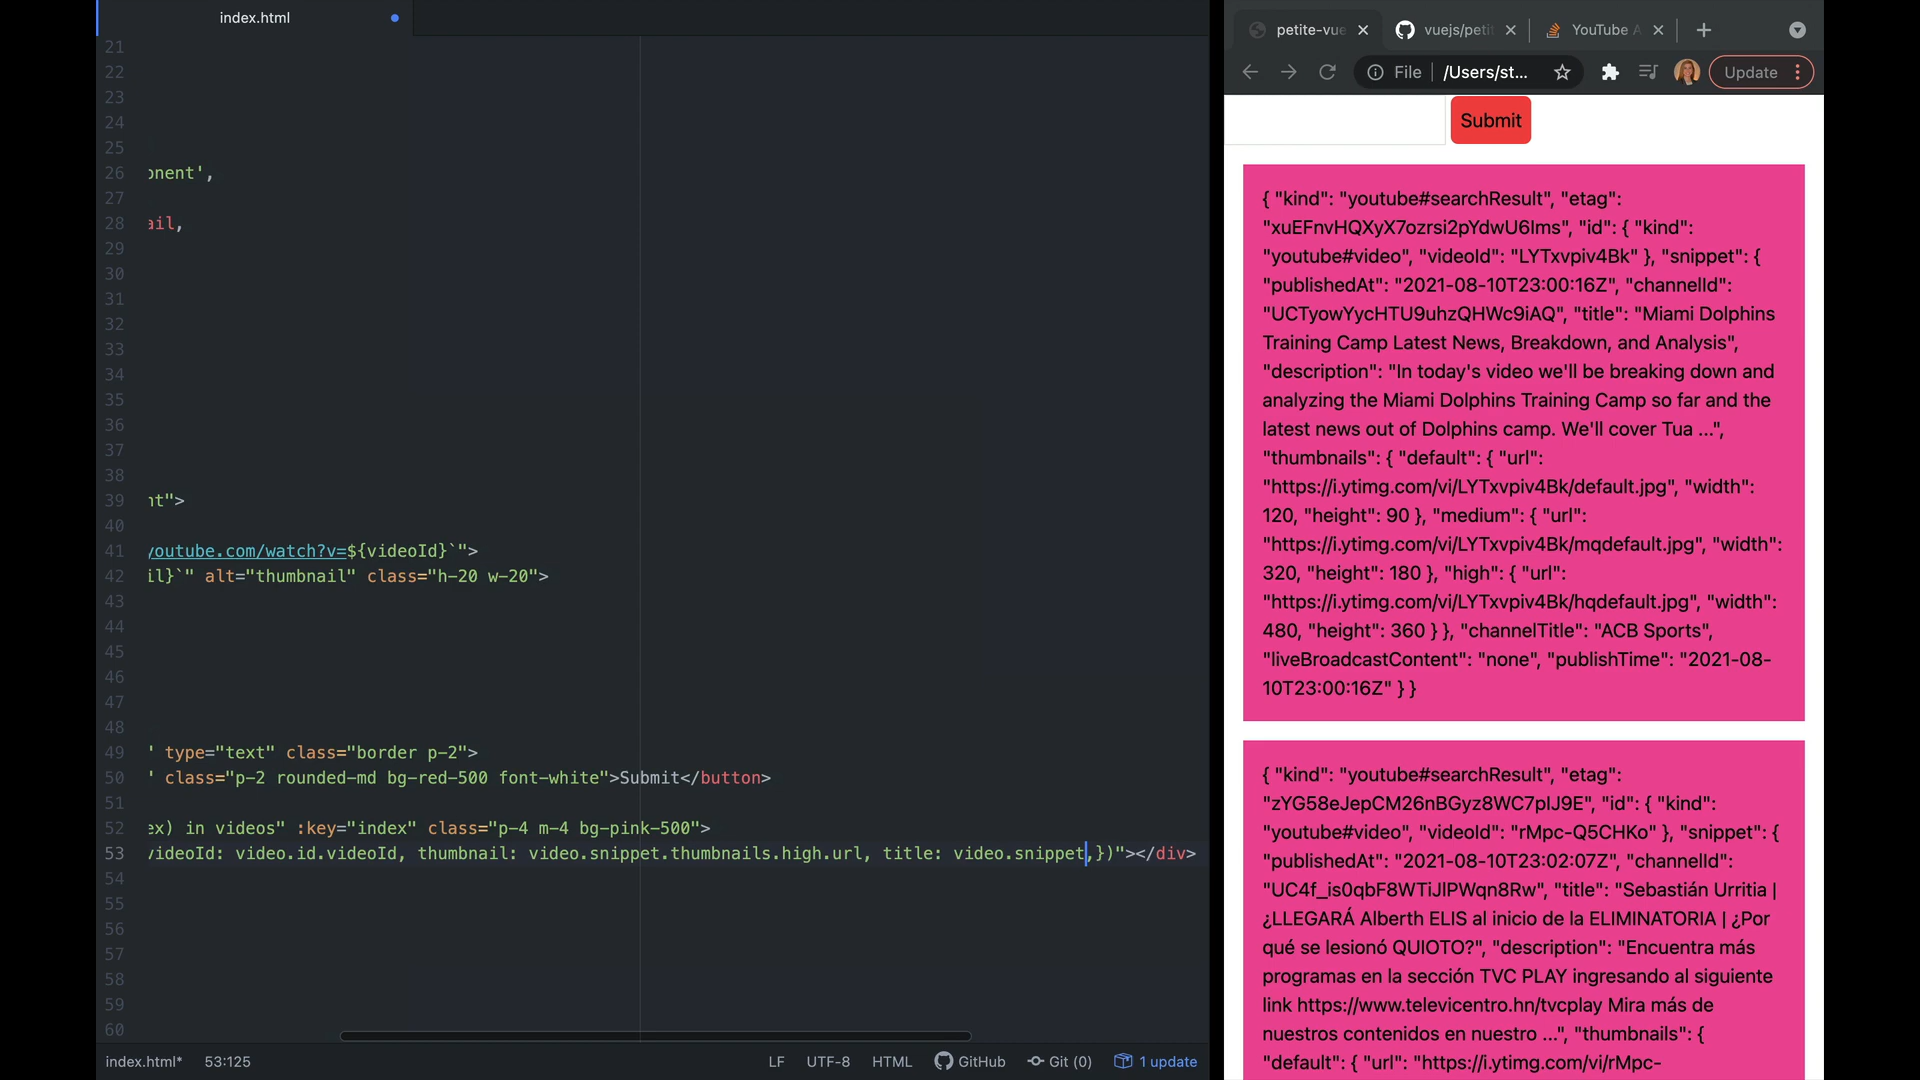 index.html
21
22
23
24
25
26 onent',
27
28 ail,
29
30
31
32
33
34
35
36
37
38
39 nt">
40
41 youtube.com/watch?v=${videoId}`">
42 il}`" alt="thumbnail" class="h-20 w-20">
43
44
45
46
47
48
49 " type="text" class="border p-2">
50 " class="p-2 rounded-md bg-red-500 font-white">Submit</button>
51
52 ex) in videos" :key="index" class="p-4 m-4 bg-pink-500">
53 videoId: video.id.videoId, thumbnail: video.snippet.thumbnails.high.url, title: video.snippet,})"></div>
54
55
56
57
58
59
60
index.html* 53:125 LF UTF-8 HTML GitHub Git (0) 1 update
petite-vue vuejs/petit YouTube A
File /Users/st... Update
Submit
{ "kind": "youtube#searchResult", "etag":
"xuEFnvHQXyX7ozrsi2pYdwU6Ims", "id": { "kind":
"youtube#video", "videoId": "LYTxvpiv4Bk" }, "snippet": {
"publishedAt": "2021-08-10T23:00:16Z", "channelId":
"UCTyowYycHTU9uhzQHWc9iAQ", "title": "Miami Dolphins
Training Camp Latest News, Breakdown, and Analysis",
"description": "In today's video we'll be breaking down and
analyzing the Miami Dolphins Training Camp so far and the
latest news out of Dolphins camp. We'll cover Tua ...",
"thumbnails": { "default": { "url":
"https://i.ytimg.com/vi/LYTxvpiv4Bk/default.jpg", "width":
120, "height": 90 }, "medium": { "url":
"https://i.ytimg.com/vi/LYTxvpiv4Bk/mqdefault.jpg", "width":
320, "height": 180 }, "high": { "url":
"https://i.ytimg.com/vi/LYTxvpiv4Bk/hqdefault.jpg", "width":
480, "height": 360 } }, "channelTitle": "ACB Sports",
"liveBroadcastContent": "none", "publishTime": "2021-08-
10T23:00:16Z" } }
{ "kind": "youtube#searchResult", "etag":
"zYG58eJepCM26nBGyz8WC7pIJ9E", "id": { "kind":
"youtube#video", "videoId": "rMpc-Q5CHKo" }, "snippet": {
"publishedAt": "2021-08-10T23:02:07Z", "channelId":
"UC4f_is0qbF8WTiJlPWqn8Rw", "title": "Sebastián Urritia |
¿LLEGARÁ Alberth ELIS al inicio de la ELIMINATORIA | ¿Por
qué se lesionó QUIOTO?", "description": "Encuentra más
programas en la sección TVC PLAY ingresando al siguiente
link https://www.televicentro.hn/tvcplay Mira más de
nuestros contenidos en nuestro ...", "thumbnails": {
"default": { "url": "https://i.ytimg.com/vi/rMpc-